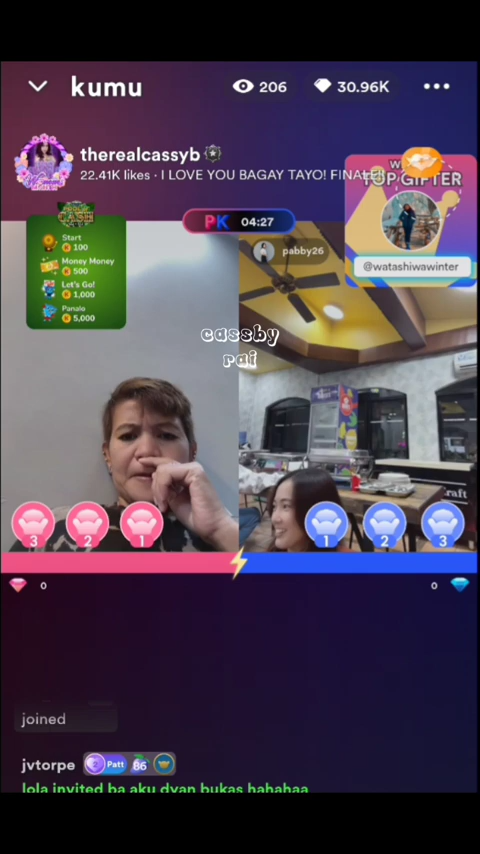 kumu
206
30.96K
therealcassyb
22.41K likes · I LOVE YOU BAGAY TAYO! FINALE
TOP GIFTER
@watashiwawinter
CASH
Start
100
Money Money
500
Let's Go!
1,000
Panalo
5,000
PK 04:27
pabby26
cassby
rai
3 2 1
1 2 3
0
0
joined
jvtorpe Patt 86
lola invited ba aku dyan bukas hahahaa